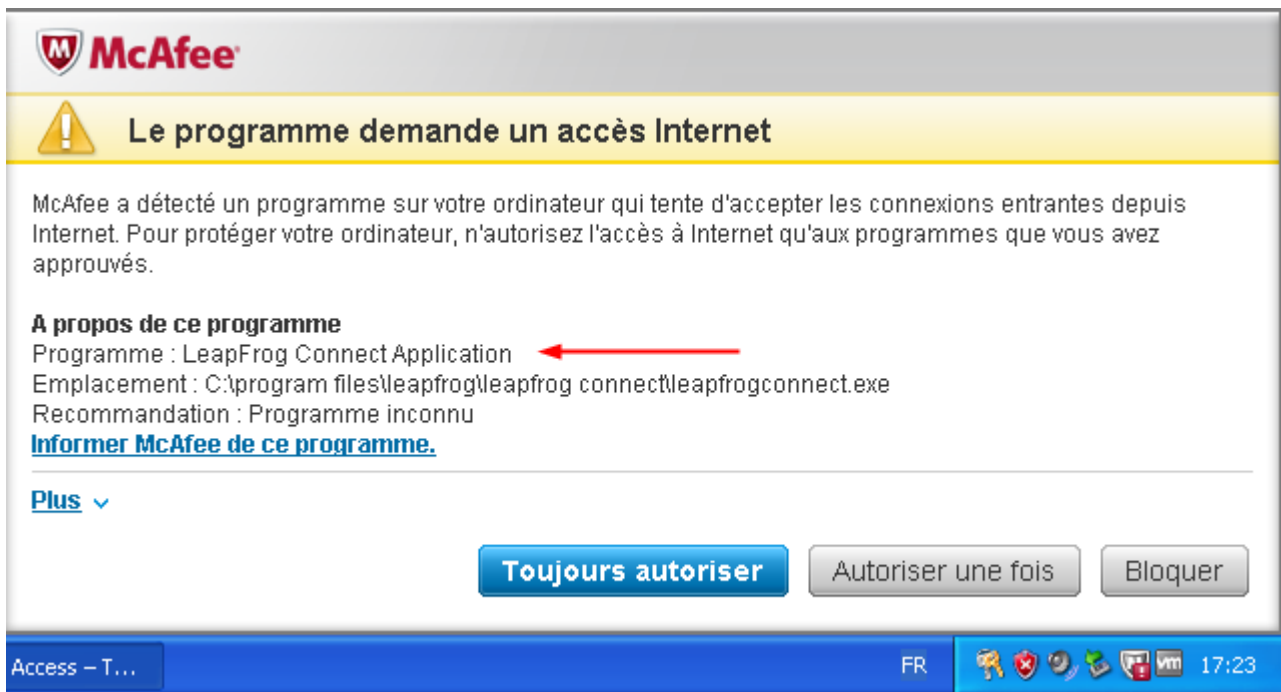 McAfee
Le programme demande un accès Internet
McAfee a détecté un programme sur votre ordinateur qui tente d'accepter les connexions entrantes depuis
Internet. Pour protéger votre ordinateur, n'autorisez l'accès à Internet qu'aux programmes que vous avez
approuvés.
A propos de ce programme
Programme : LeapFrog Connect Application
Emplacement : C:\program files\leapfrog\leapfrog connect\leapfrogconnect.exe
Recommandation : Programme inconnu
Informer McAfee de ce programme.
Plus
Toujours autoriser
Autoriser une fois
Bloquer
Access – T...
FR
vm
17:23